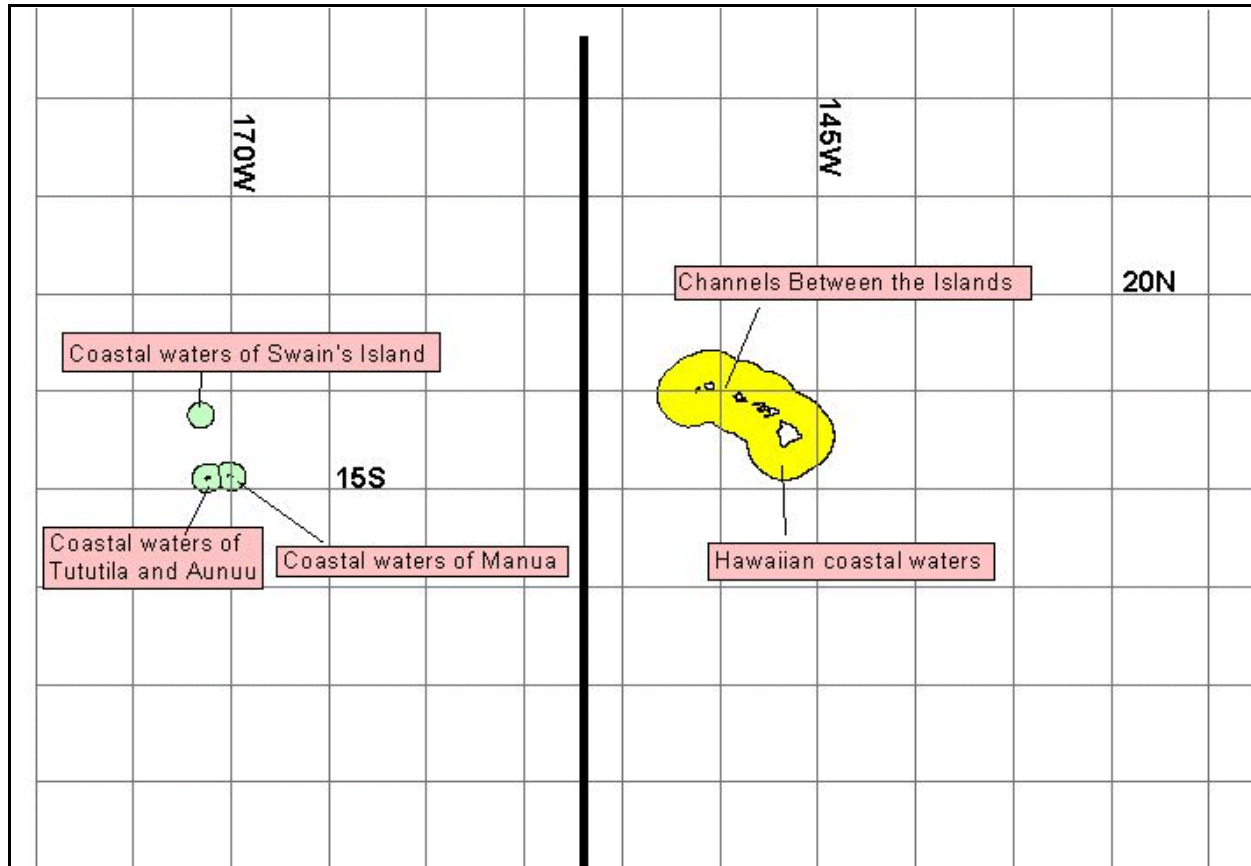 170W
145W
Channels Between the Islands
20N
Coastal waters of Swain's Island
15S
Coastal waters of
Tututila and Aunuu
Coastal waters of Manua
Hawaiian coastal waters